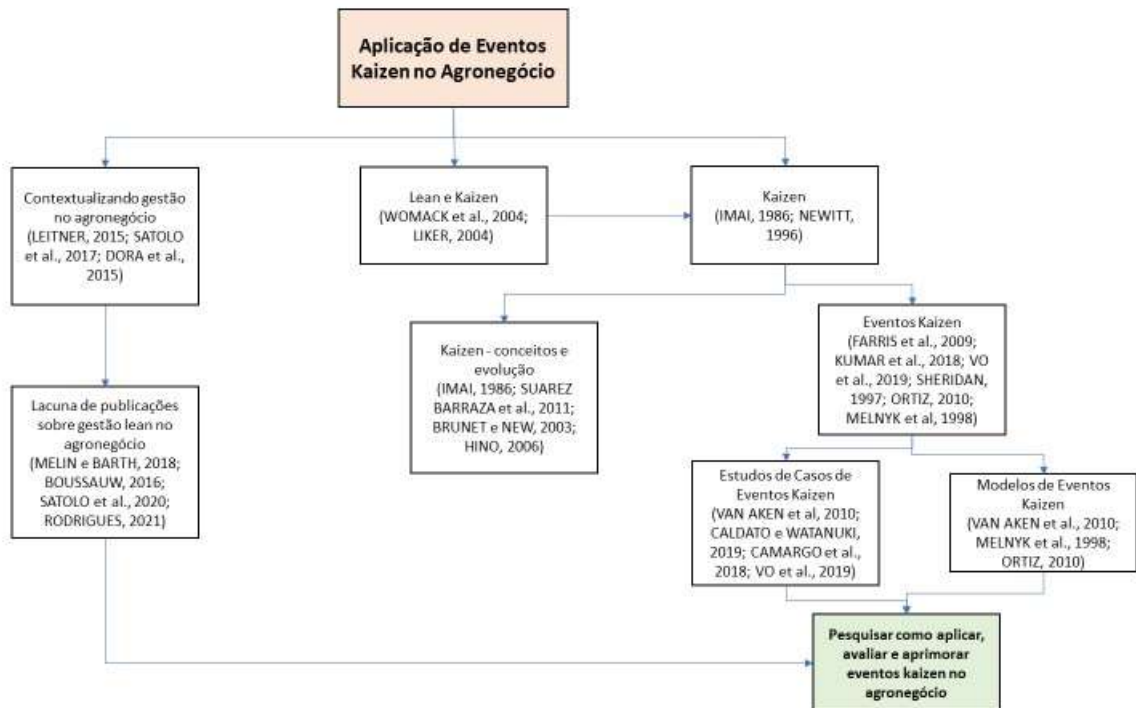 Aplicação de Eventos
Kaizen no Agronegócio
Contextualizando gestão
no agronegócio
(LEITNER, 2015; SATOLO
et al., 2017; DORA et al.,
2015)
Lean e Kaizen
(WOMACK et al., 2004;
LIKER, 2004)
Kaizen
(IMAI, 1986; NEWITT,
1996)
Kaizen - conceitos e
evolução
(IMAI, 1986; SUAREZ
BARRAZA et al., 2011;
BRUNET e NEW, 2003;
HINO, 2006)
Eventos Kaizen
(FARRIS et al., 2009;
KUMAR et al., 2018; VO
et al., 2019; SHERIDAN,
1997; ORTIZ, 2010;
MELNYK et al, 1998)
Lacuna de publicações
sobre gestão lean no
agronegócio
(MELIN e BARTH, 2018;
BOUSSAUW, 2016;
SATOLO et al., 2020;
RODRIGUES, 2021)
Estudos de Casos de
Eventos Kaizen
(VAN AKEN et al, 2010;
CALDATO e WATANUKI,
2019; CAMARGO et al.,
2018; VO et al., 2019)
Modelos de Eventos
Kaizen
(VAN AKEN et al., 2010;
MELNYK et al., 1998;
ORTIZ, 2010)
Pesquisar como aplicar,
avaliar e aprimorar
eventos kaizen no
agronegócio